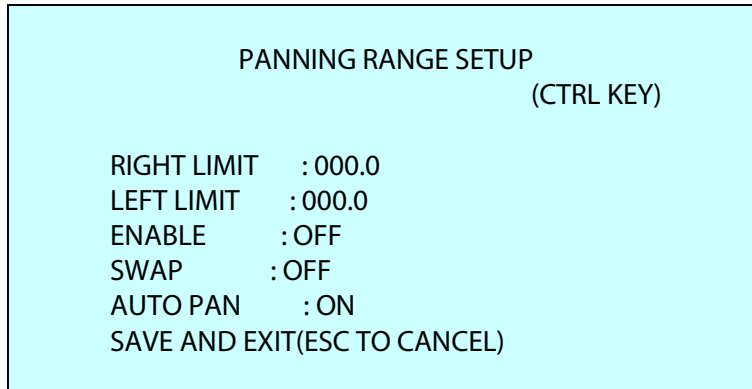 PANNING RANGE SETUP
(CTRL KEY)
RIGHT LIMIT : 000.0
LEFT LIMIT : 000.0
ENABLE : OFF
SWAP : OFF
AUTO PAN : ON
SAVE AND EXIT(ESC TO CANCEL)